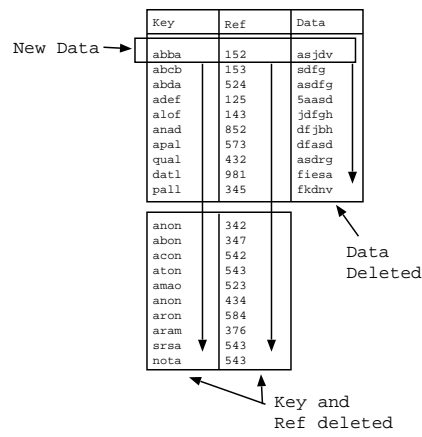 Key Ref Data
New Data
abba 152 asjdv
abcb 153 sdfg
abda 524 asdfg
adef 125 5aasd
alof 143 jdfgh
anad 852 dfjbh
apal 573 dfasd
qual 432 asdrg
datl 981 fiesa
pall 345 fkdnv
anon 342
abon 347
acon 542
aton 543
amao 523
anon 434
aron 584
aram 376
srsa 543
nota 543
Data
Deleted
Key and
Ref deleted